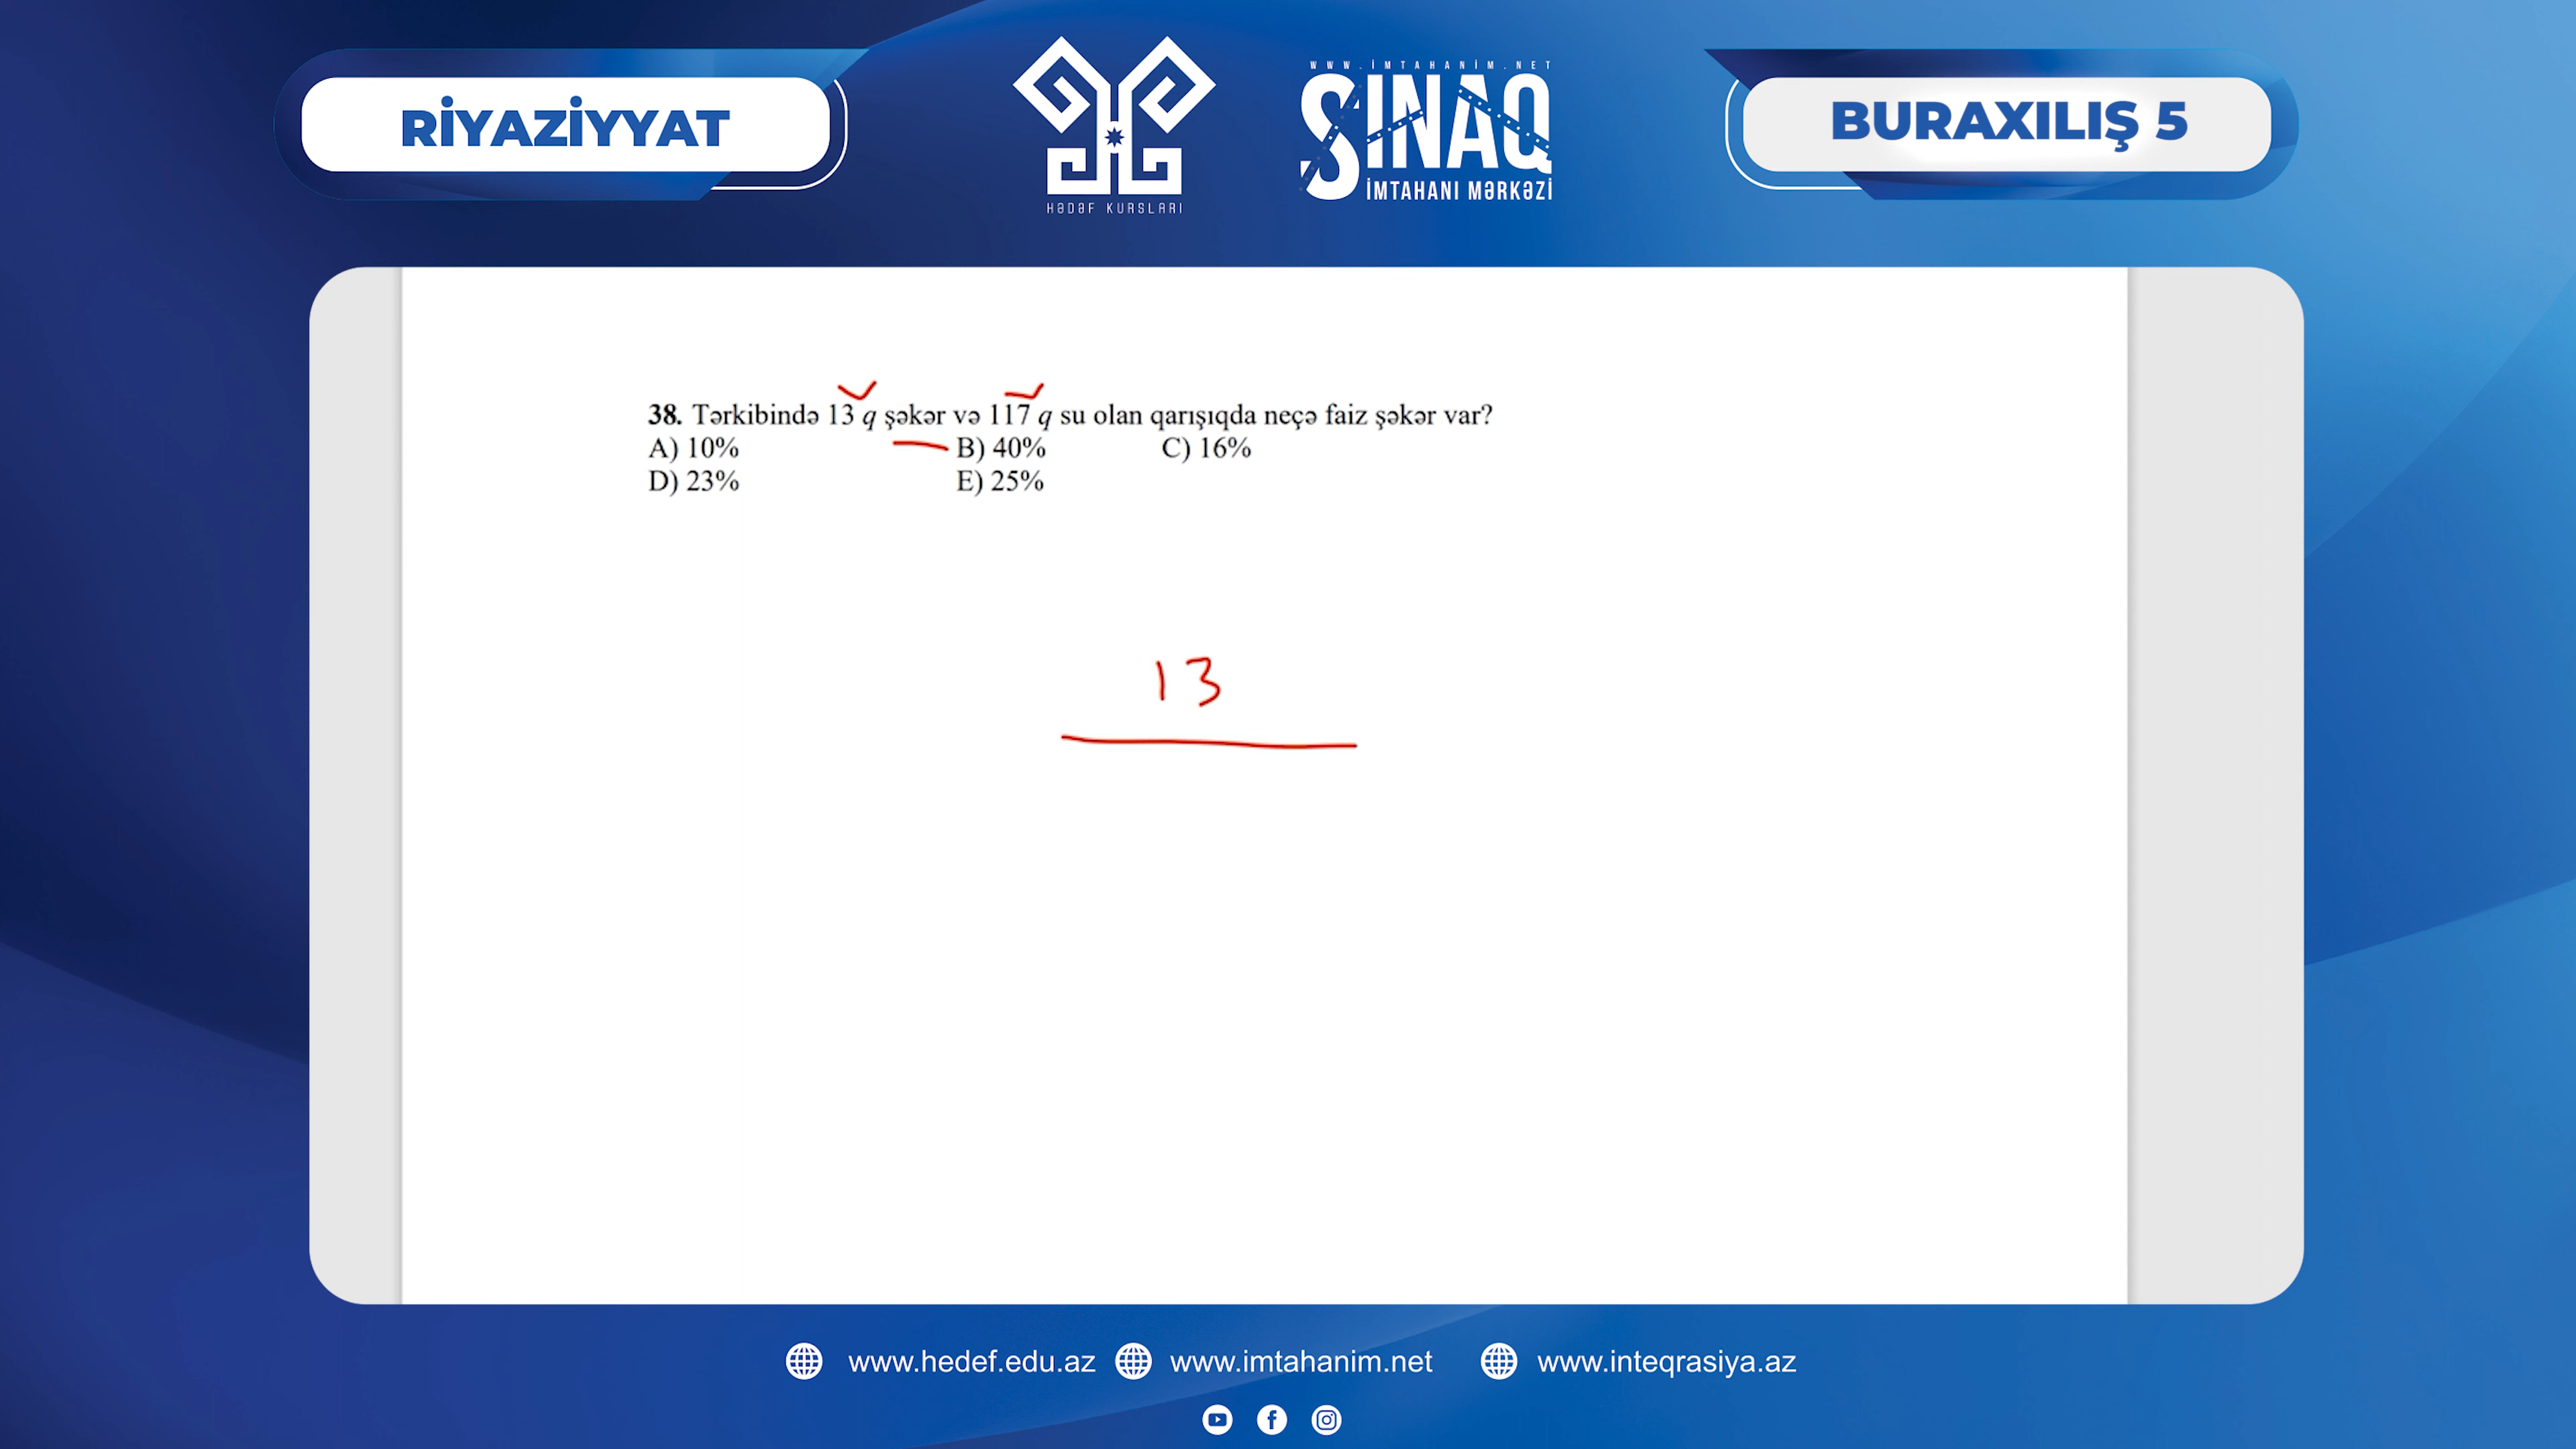 RİYAZİYYAT
HƏDƏF KURSLARI
WWW.İMTAHANİM.NET
SINAQ
İMTAHANI MƏRKƏZİ
BURAXILIŞ 5
38. Tərkibində 13 q şəkər və 117 q su olan qarışıqda neçə faiz şəkər var?
A) 10% B) 40% C) 16%
D) 23% E) 25%
13
www.hedef.edu.az www.imtahanim.net www.inteqrasiya.az